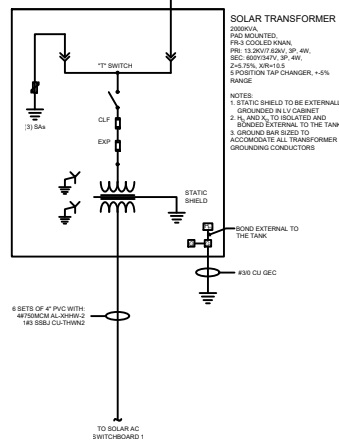 SOLAR TRANSFORMER
2000KVA,
PAD MOUNTED,
FR-3 COOLED KNAN,
PRI: 13.2KV/7.62kV, 3P, 4W,
SEC: 600Y/347V, 3P, 4W,
Z=5.75%, X/R=10.5
5 POSITION TAP CHANGER, +-5%
RANGE
NOTES:
1. STATIC SHIELD TO BE EXTERNALL
GROUNDED IN LV CABINET
2. H0 AND X0 TO ISOLATED AND
BONDED EXTERNAL TO THE TANK
3. GROUND BAR SIZED TO
ACCOMODATE ALL TRANSFORMER
GROUNDING CONDUCTORS
"T" SWITCH
(3) SAs
CLF
EXP
STATIC
SHIELD
BOND EXTERNAL TO
THE TANK
#3/0 CU GEC
6 SETS OF 4" PVC WITH:
4#750MCM AL-XHHW-2
1#3 SSBJ CU-THWN2
TO SOLAR AC
SWITCHBOARD 1